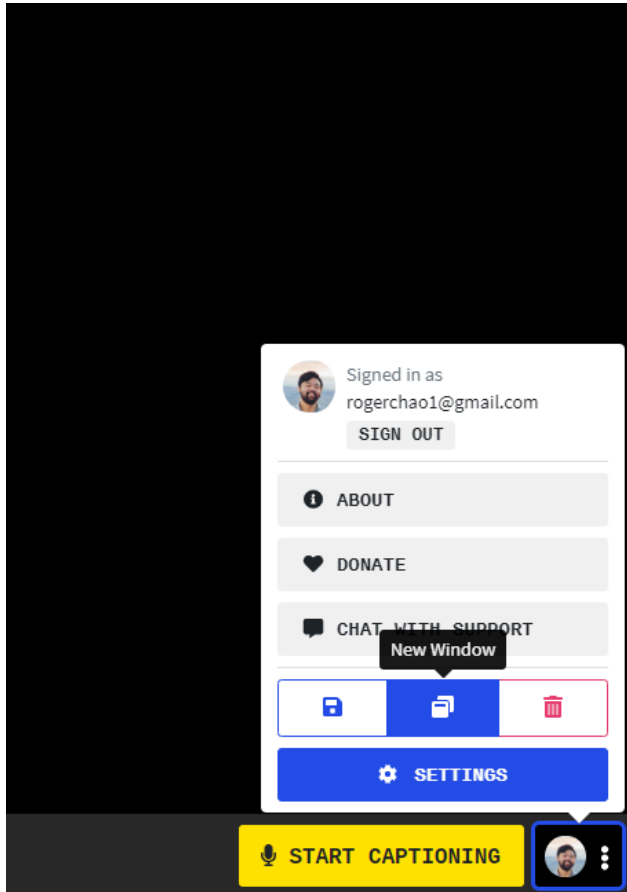 Signed in as
rogerchao1@gmail.com
SIGN OUT
ABOUT
DONATE
CHAT WITH SUPPORT
New Window
SETTINGS
START CAPTIONING